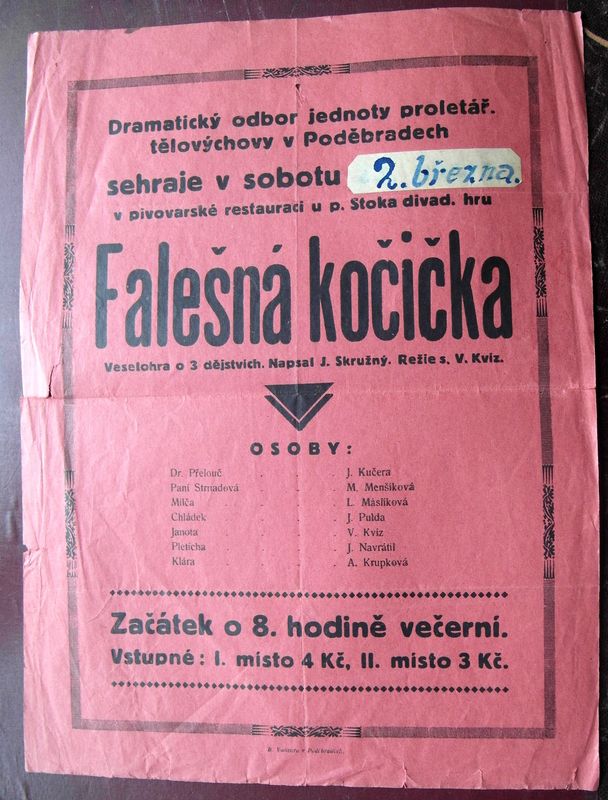 Dramatický odbor jednoty proletář.
tělovýchovy v Poděbradech
sehraje v sobotu 2. března.
v pivovarské restauraci u p. Stoka divad. hru
Falešná kočička
Veselohra o 3 dějstvích. Napsal J. Skružný. Režie s. V. Kvíz.
OSOBY:
Dr. Přelouč . . . . J. Kučera
Paní Strnadová . . . M. Menšíková
Milča . . . . L. Máslíková
Chládek . . . . J. Pulda
Janota . . . . V. Kvíz
Pleticha . . . . J. Navrátil
Klára . . . . A. Krupková
Začátek o 8. hodině večerní.
Vstupné: I. místo 4 Kč, II. místo 3 Kč.
v Poděbradech.